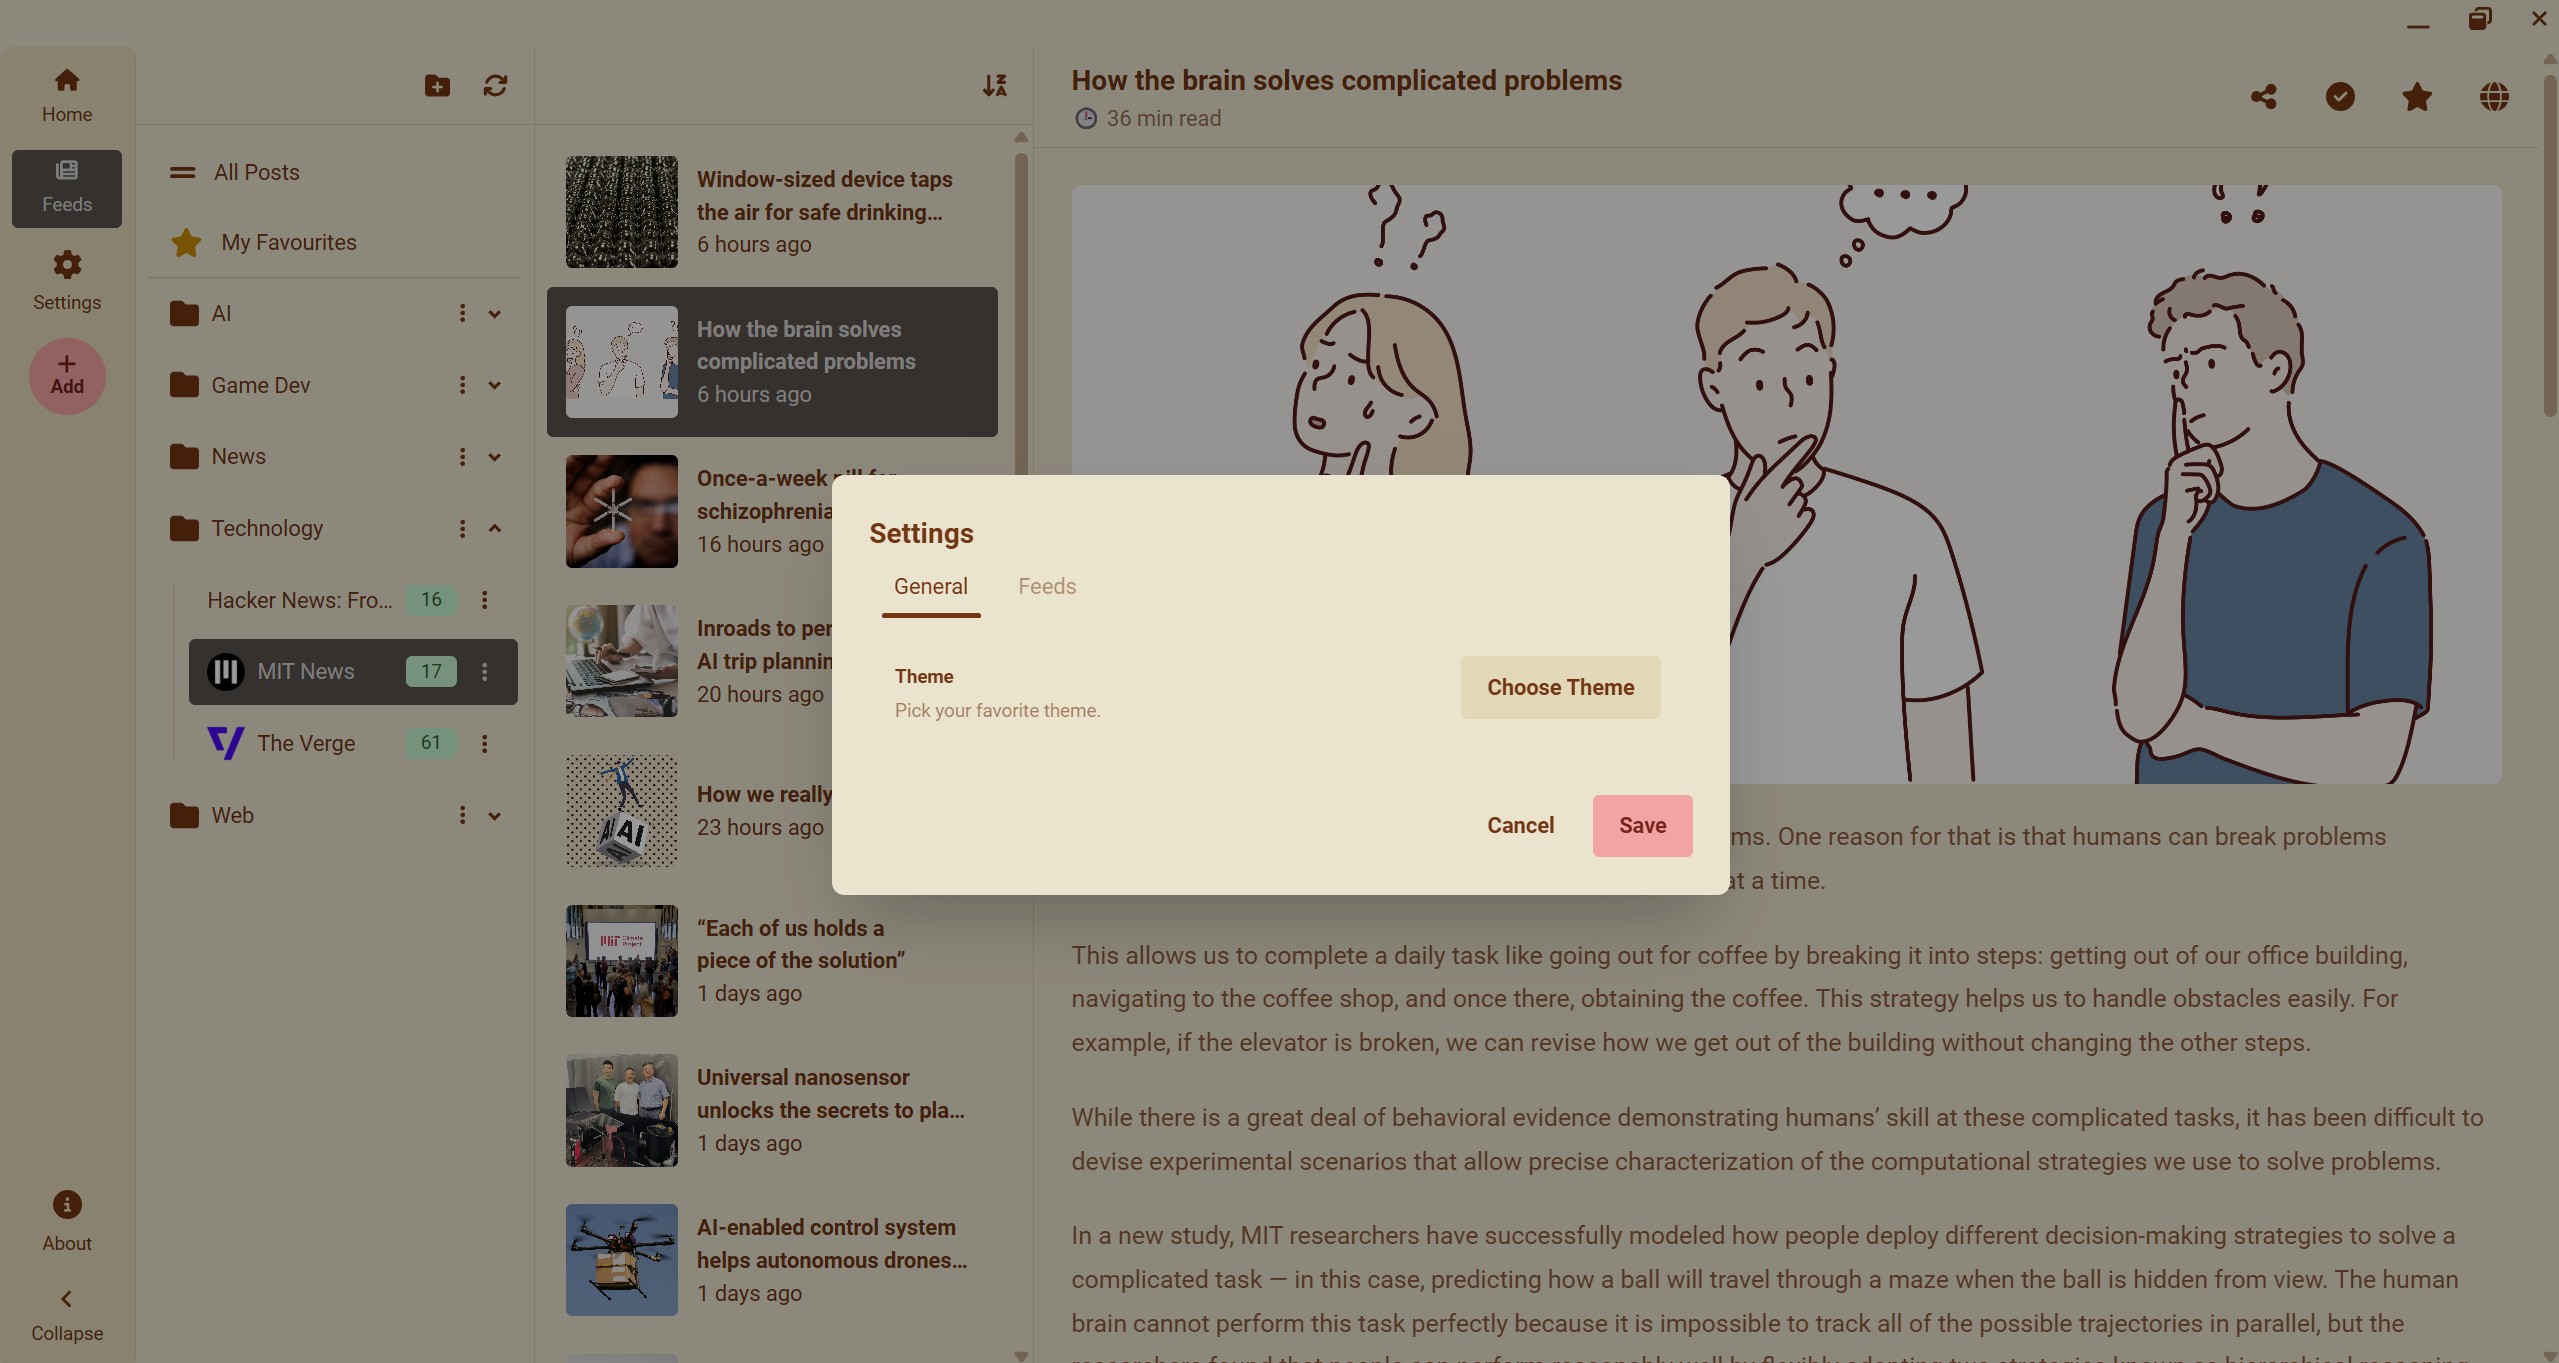 Home
Feeds
Settings
Add
About
Collapse
All Posts
My Favourites
AI
Game Dev
News
Technology
Hacker News: Fro... 16
MIT News 17
The Verge 61
Web
Window-sized device taps
the air for safe drinking...
6 hours ago
How the brain solves
complicated problems
6 hours ago
Once-a-week pill for
schizophrenia
16 hours ago
Inroads to per
AI trip plannin
20 hours ago
How we really
23 hours ago
“Each of us holds a
piece of the solution”
1 days ago
Universal nanosensor
unlocks the secrets to pla...
1 days ago
AI-enabled control system
helps autonomous drones...
1 days ago
How the brain solves complicated problems
36 min read
Settings
General Feeds
Theme
Pick your favorite theme.
Choose Theme
Cancel Save
ms. One reason for that is that humans can break problems
at a time.
This allows us to complete a daily task like going out for coffee by breaking it into steps: getting out of our office building,
navigating to the coffee shop, and once there, obtaining the coffee. This strategy helps us to handle obstacles easily. For
example, if the elevator is broken, we can revise how we get out of the building without changing the other steps.
While there is a great deal of behavioral evidence demonstrating humans’ skill at these complicated tasks, it has been difficult to
devise experimental scenarios that allow precise characterization of the computational strategies we use to solve problems.
In a new study, MIT researchers have successfully modeled how people deploy different decision-making strategies to solve a
complicated task — in this case, predicting how a ball will travel through a maze when the ball is hidden from view. The human
brain cannot perform this task perfectly because it is impossible to track all of the possible trajectories in parallel, but the